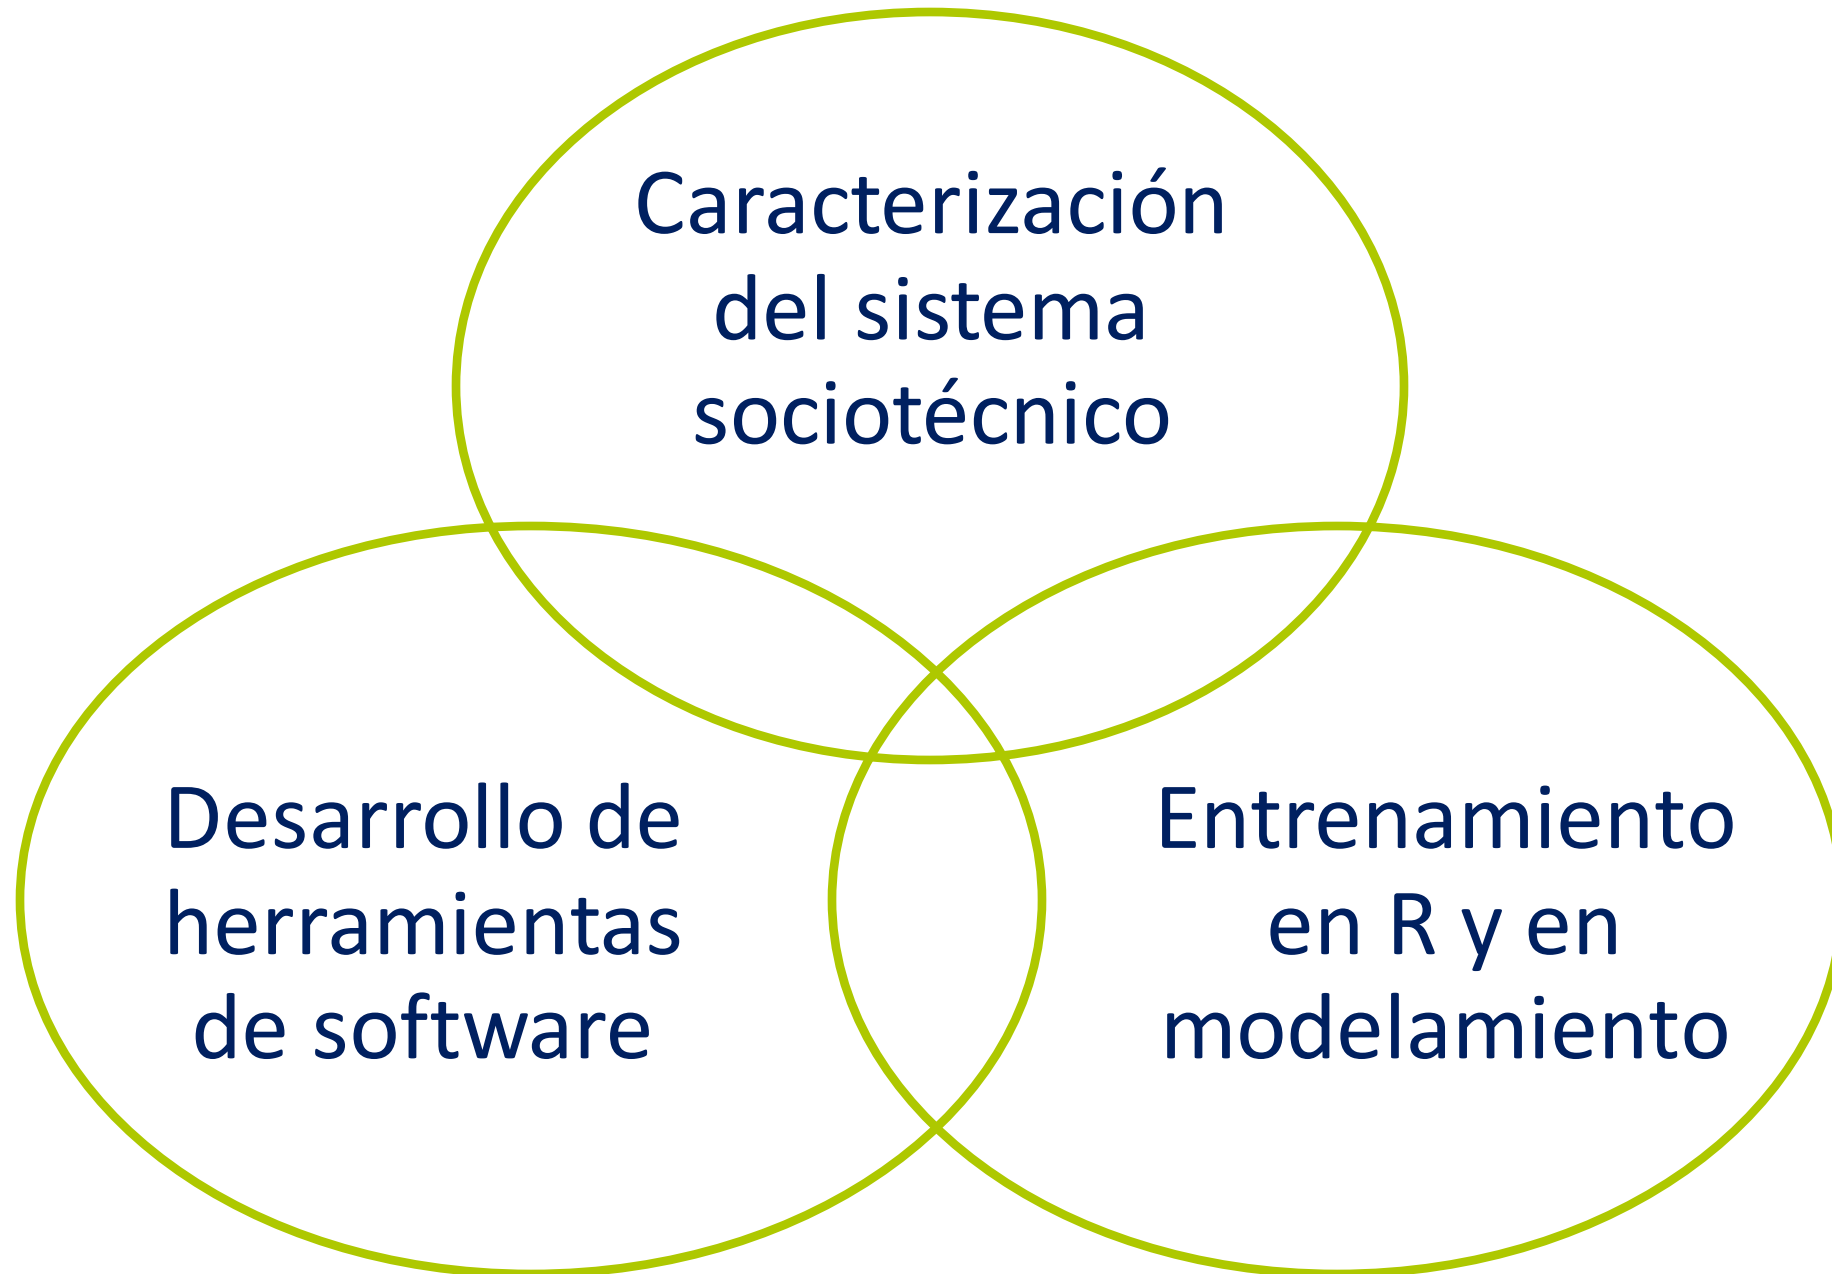 Caracterización
del sistema
sociotécnico
Desarrollo de
herramientas
de software
Entrenamiento
en R y en
modelamiento